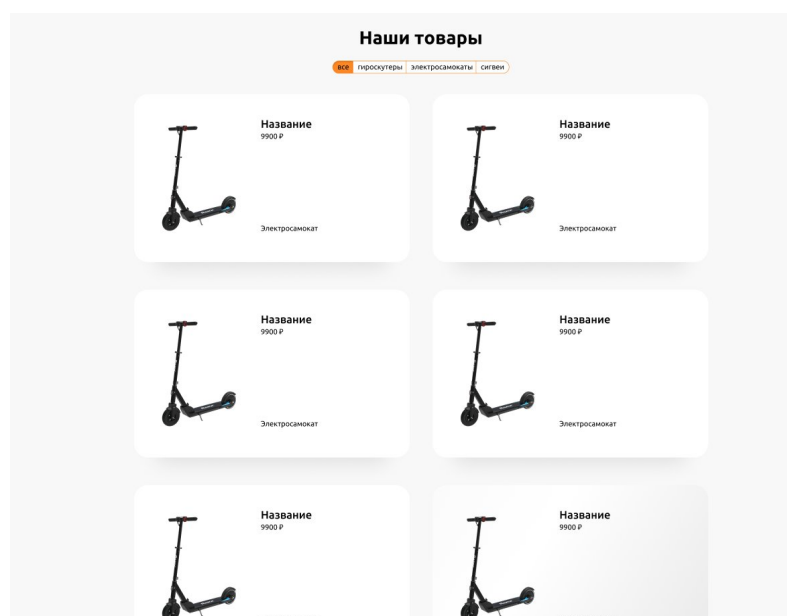 Наши товары
все гироскутеры электросамокаты сигвеи
Название
9900 ₽
Электросамокат
Название
9900 ₽
Электросамокат
Название
9900 ₽
Электросамокат
Название
9900 ₽
Электросамокат
Название
9900 ₽
Название
9900 ₽